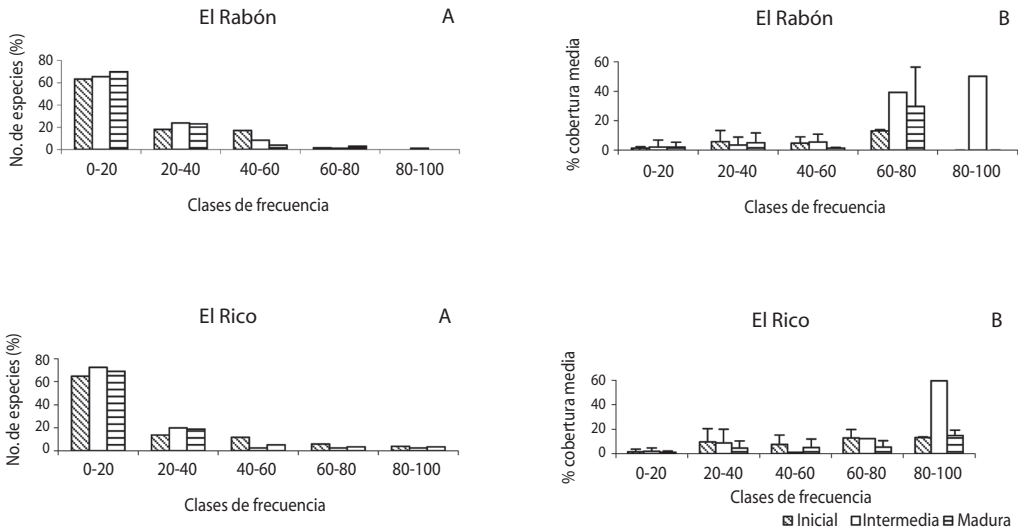 El Rabón
A
No. de especies (%)
80
60
40
20
0
0-20 20-40 40-60 60-80 80-100
Clases de frecuencia
El Rabón
B
% cobertura media
60
40
20
0
0-20 20-40 40-60 60-80 80-100
Clases de frecuencia
El Rico
A
No. de especies (%)
80
60
40
20
0
0-20 20-40 40-60 60-80 80-100
Clases de frecuencia
El Rico
B
% cobertura media
60
40
20
0
0-20 20-40 40-60 60-80 80-100
Clases de frecuencia
Inicial Intermedia Madura